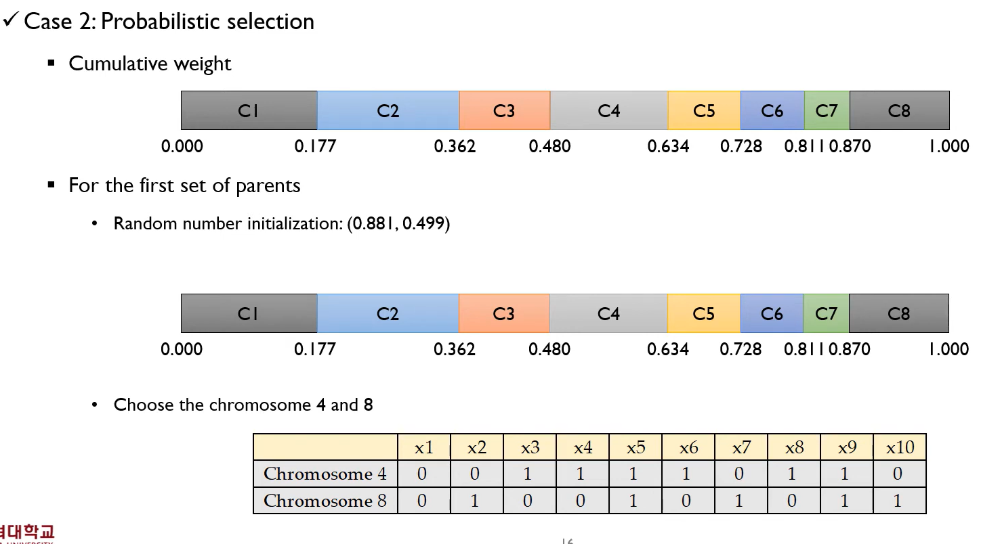 ✓ Case 2: Probabilistic selection
▪ Cumulative weight
C1 C2 C3 C4 C5 C6 C7 C8
0.000 0.177 0.362 0.480 0.634 0.728 0.811 0.870 1.000
▪ For the first set of parents
• Random number initialization: (0.881, 0.499)
C1 C2 C3 C4 C5 C6 C7 C8
0.000 0.177 0.362 0.480 0.634 0.728 0.811 0.870 1.000
• Choose the chromosome 4 and 8
x1 x2 x3 x4 x5 x6 x7 x8 x9 x10
Chromosome 4 0 0 1 1 1 1 0 1 1 0
Chromosome 8 0 1 0 0 1 0 1 0 1 1
대학교
16